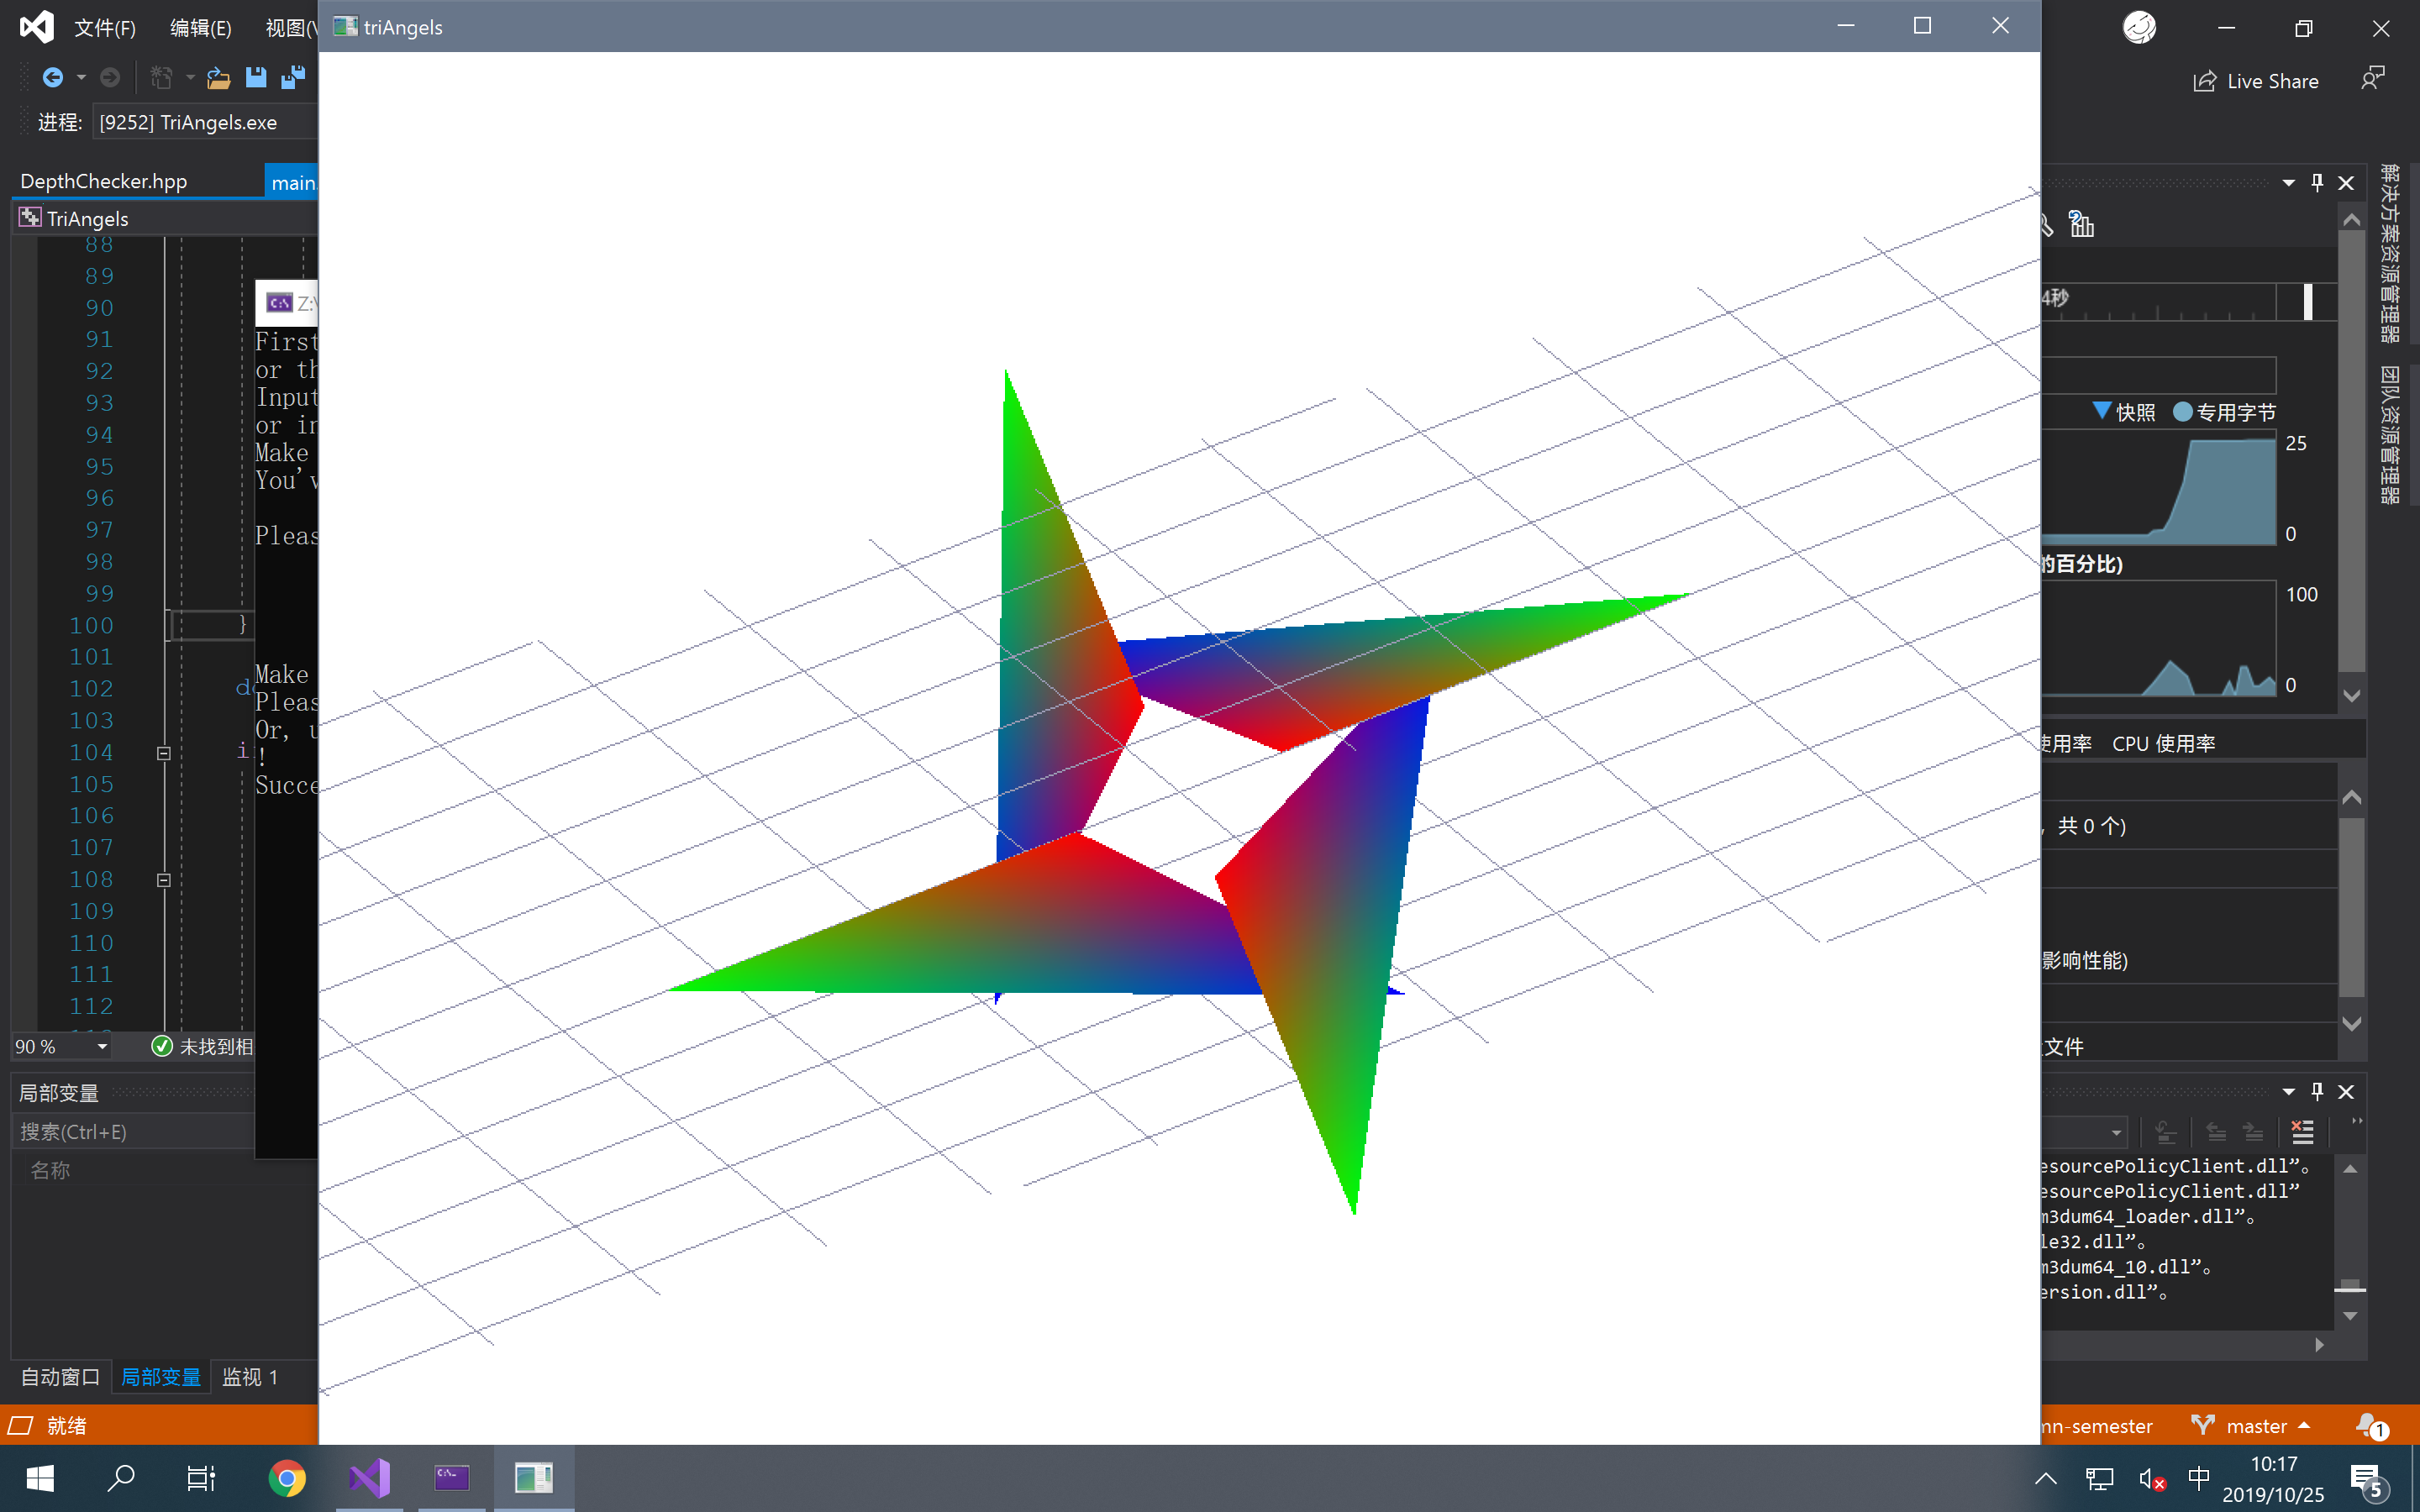 文件(F) 编辑(E) 视图(V
triAngels
Live Share
进程: [9252] TriAngels.exe
DepthChecker.hpp
main.
TriAngels
88
89
90
91
92
93
94
95
96
97
98
99
100 }
101
102 d
103
104 i
105
106
107
108
109
110
111
112
Z:\
First
or th
Input
or in
Make
You'v
Pleas
Make
Pleas
Or, u
!
Succe
90 %
未找到相
局部变量
搜索(Ctrl+E)
名称
自动窗口 局部变量 监视 1
就绪
解决方案资源管理器
团队资源管理器
4秒
快照 专用字节
25
0
的百分比)
100
0
使用率 CPU 使用率
, 共 0 个)
影响性能)
文件
esourcePolicyClient.dll”。
esourcePolicyClient.dll”
m3dum64_loader.dll”。
le32.dll”。
m3dum64_10.dll”。
ersion.dll”。
mn-semester master 1
中
10:17
2019/10/25
5